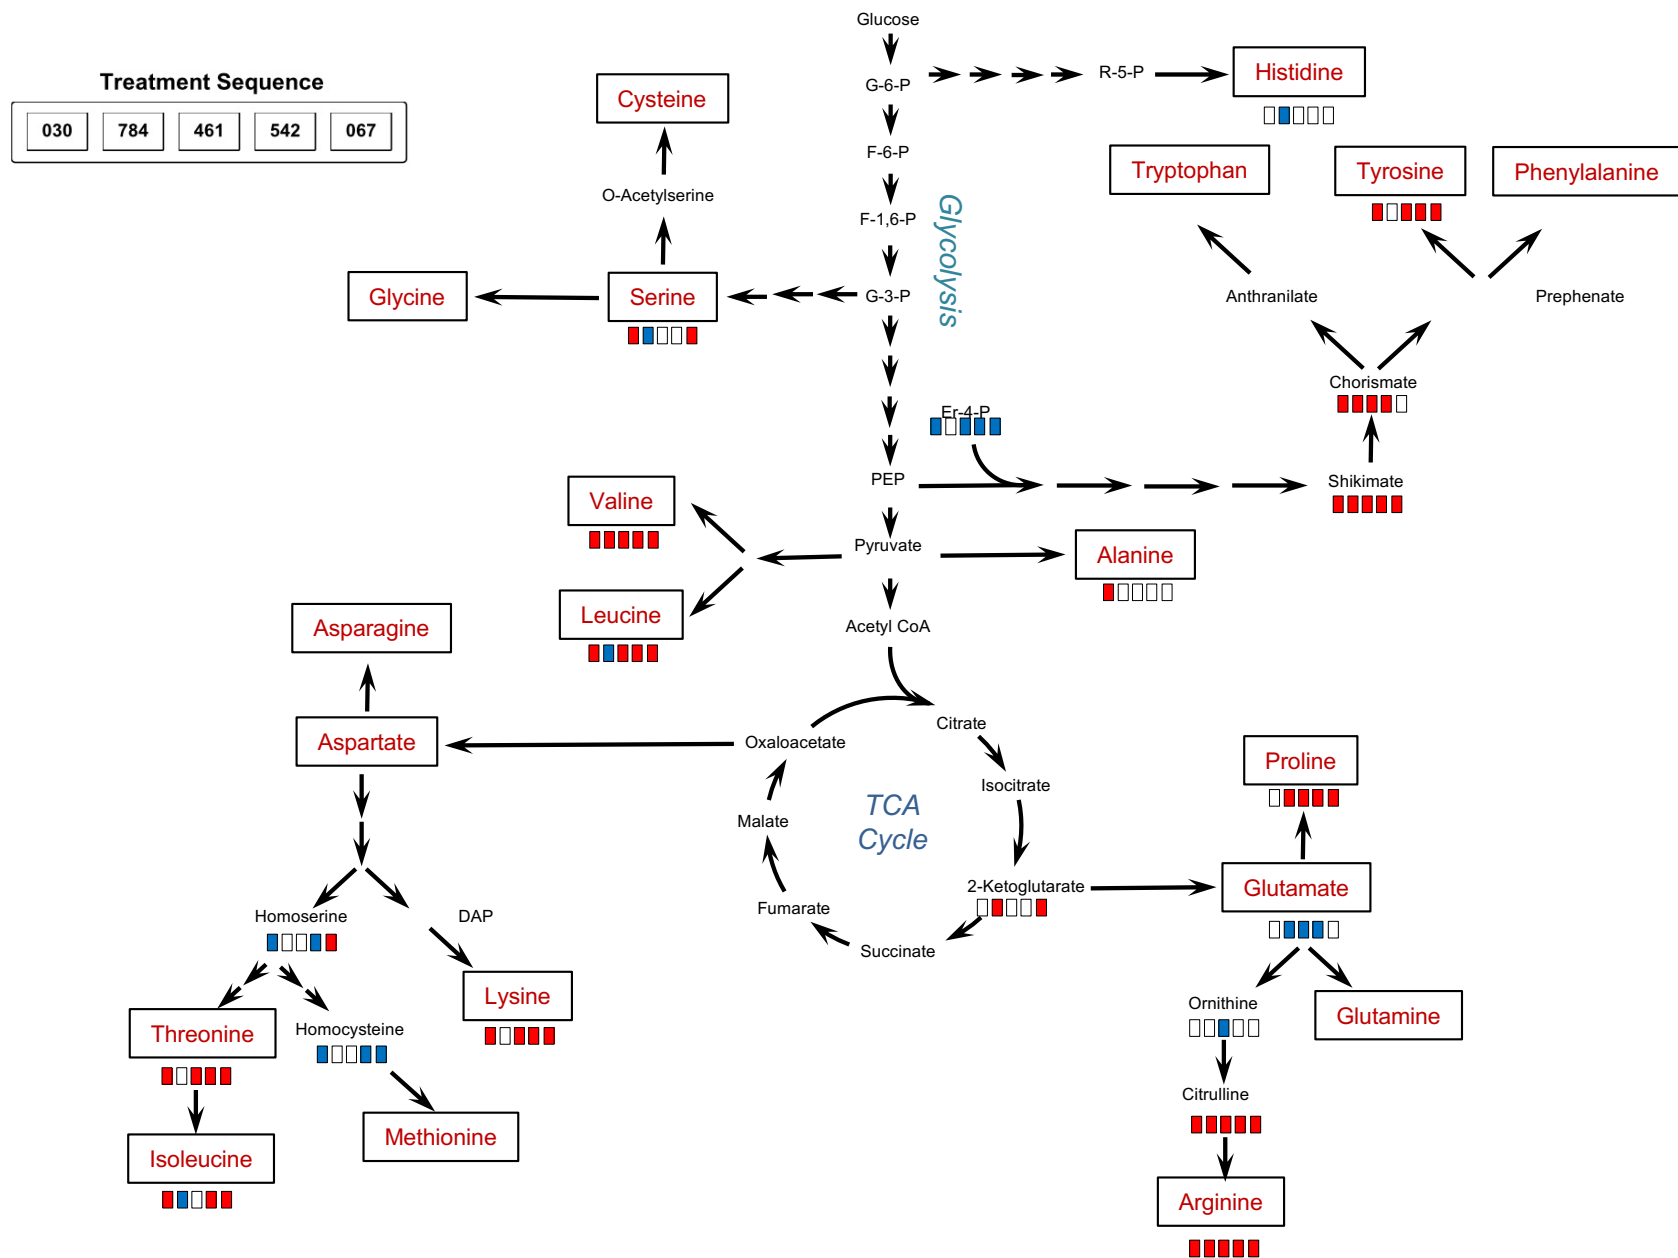 Glucose
Treatment Sequence
030 784 461 542 067
G-6-P
R-5-P
Histidine
Cysteine
F-6-P
Tryptophan
Tyrosine
Phenylalanine
O-Acetylserine
F-1,6-P
Glycolysis
Glycine
Serine
G-3-P
Anthranilate
Prephenate
Chorismate
Er-4-P
PEP
Shikimate
Valine
Pyruvate
Alanine
Leucine
Acetyl CoA
Asparagine
Aspartate
Oxaloacetate
Citrate
Isocitrate
Proline
TCA
Cycle
Malate
2-Ketoglutarate
Glutamate
Fumarate
Succinate
Homoserine
DAP
Lysine
Ornithine
Glutamine
Threonine
Homocysteine
Citrulline
Methionine
Isoleucine
Arginine